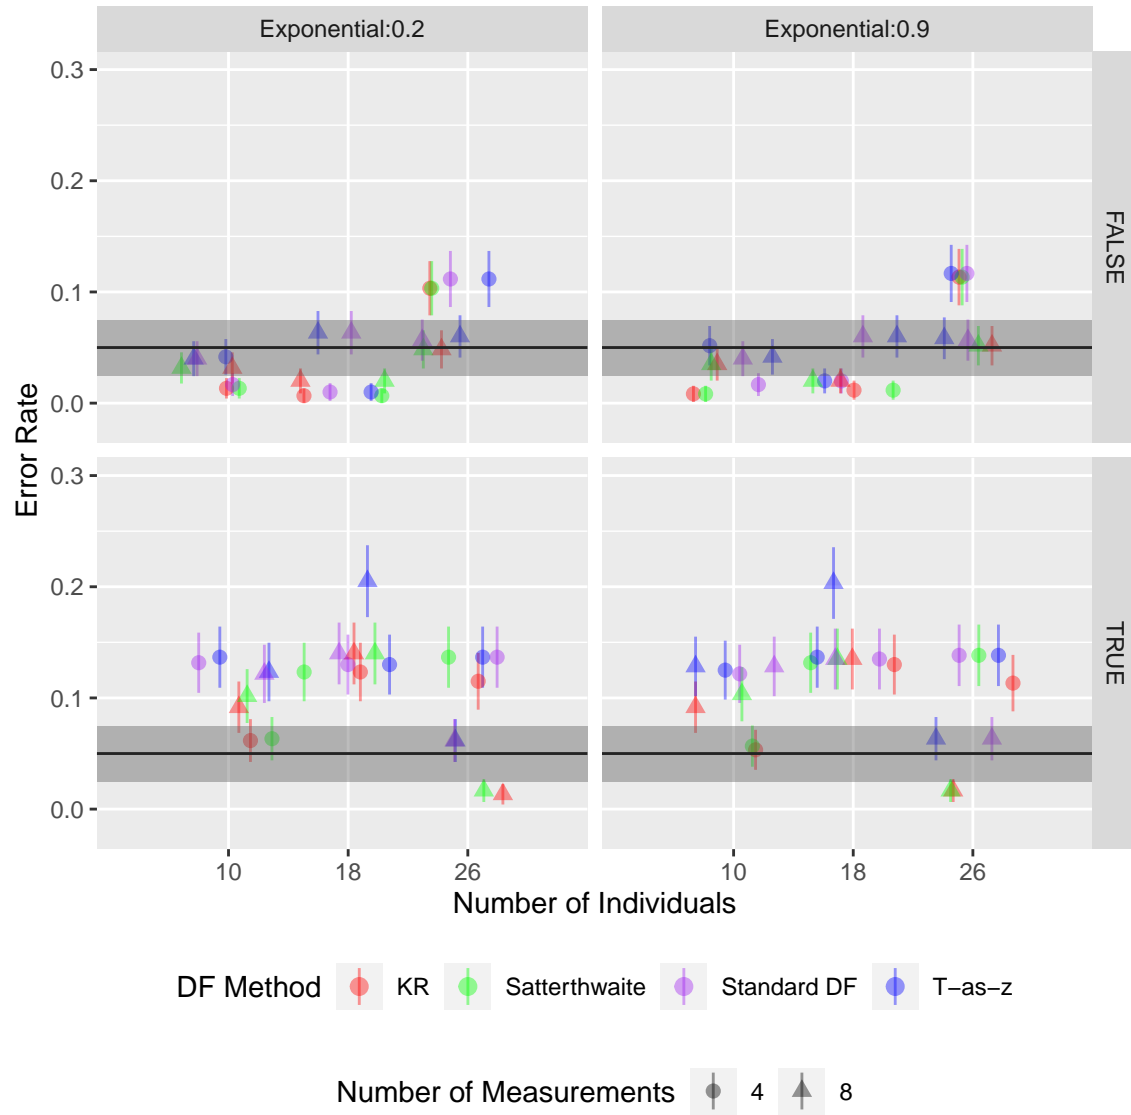 Exponential:0.2 Exponential:0.9
0.3
0.2
0.1
0.0
FALSE
Error Rate
0.3
0.2
0.1
0.0
TRUE
10 18 26 10 18 26
Number of Individuals
DF Method KR Satterthwaite Standard DF T−as−z
Number of Measurements 4 8